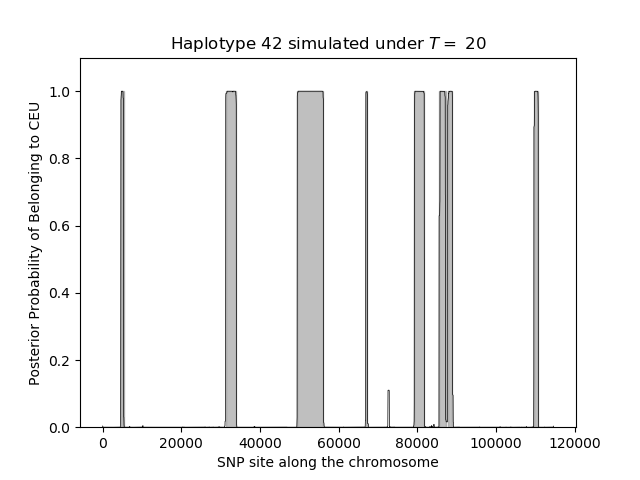 Haplotype 42 simulated under T = 20
Posterior Probability of Belonging to CEU
1.0
0.8
0.6
0.4
0.2
0.0
0 20000 40000 60000 80000 100000 120000
SNP site along the chromosome